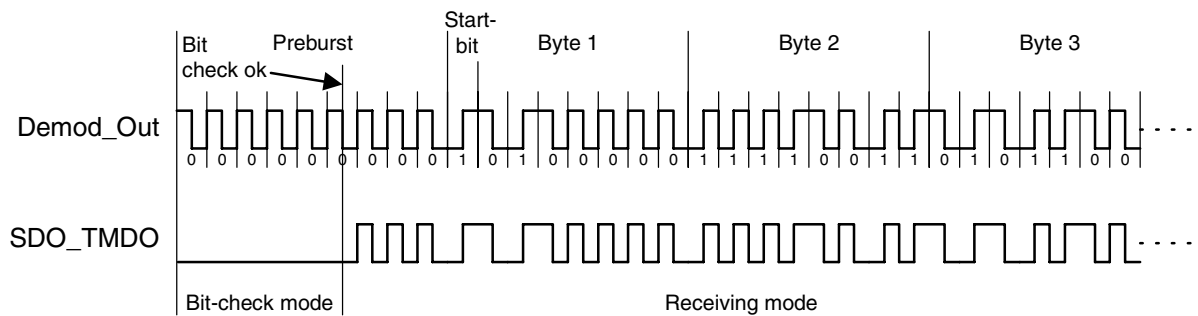 Start-
bit
Bit
check ok
Preburst
Byte 1
Byte 2
Byte 3
Demod_Out
0 0 0 0 0 0 0 0 0 1 0 1 0 0 0 0 0 1 1 1 1 0 0 1 1 0 1 0 1 1 0 0
SDO_TMDO
Bit-check mode
Receiving mode